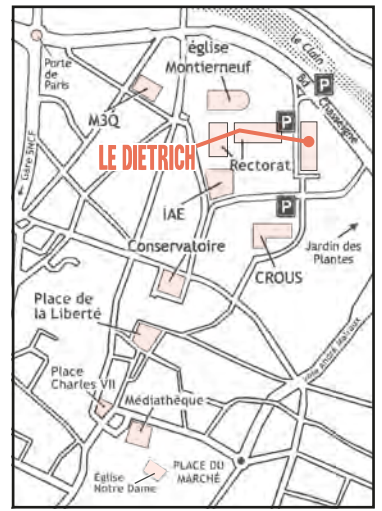 Le Clain
Bd Chasseigne
église
Montierneuf
P
Porte
de
Paris
M3Q
P
LE DIETRICH
Rectorat
Gare SNCF
IAE
P
Conservatoire
Jardin des
Plantes
CROUS
Place de
la Liberté
Place
Charles VII
Médiathèque
Église
Notre Dame
PLACE DU
MARCHÉ